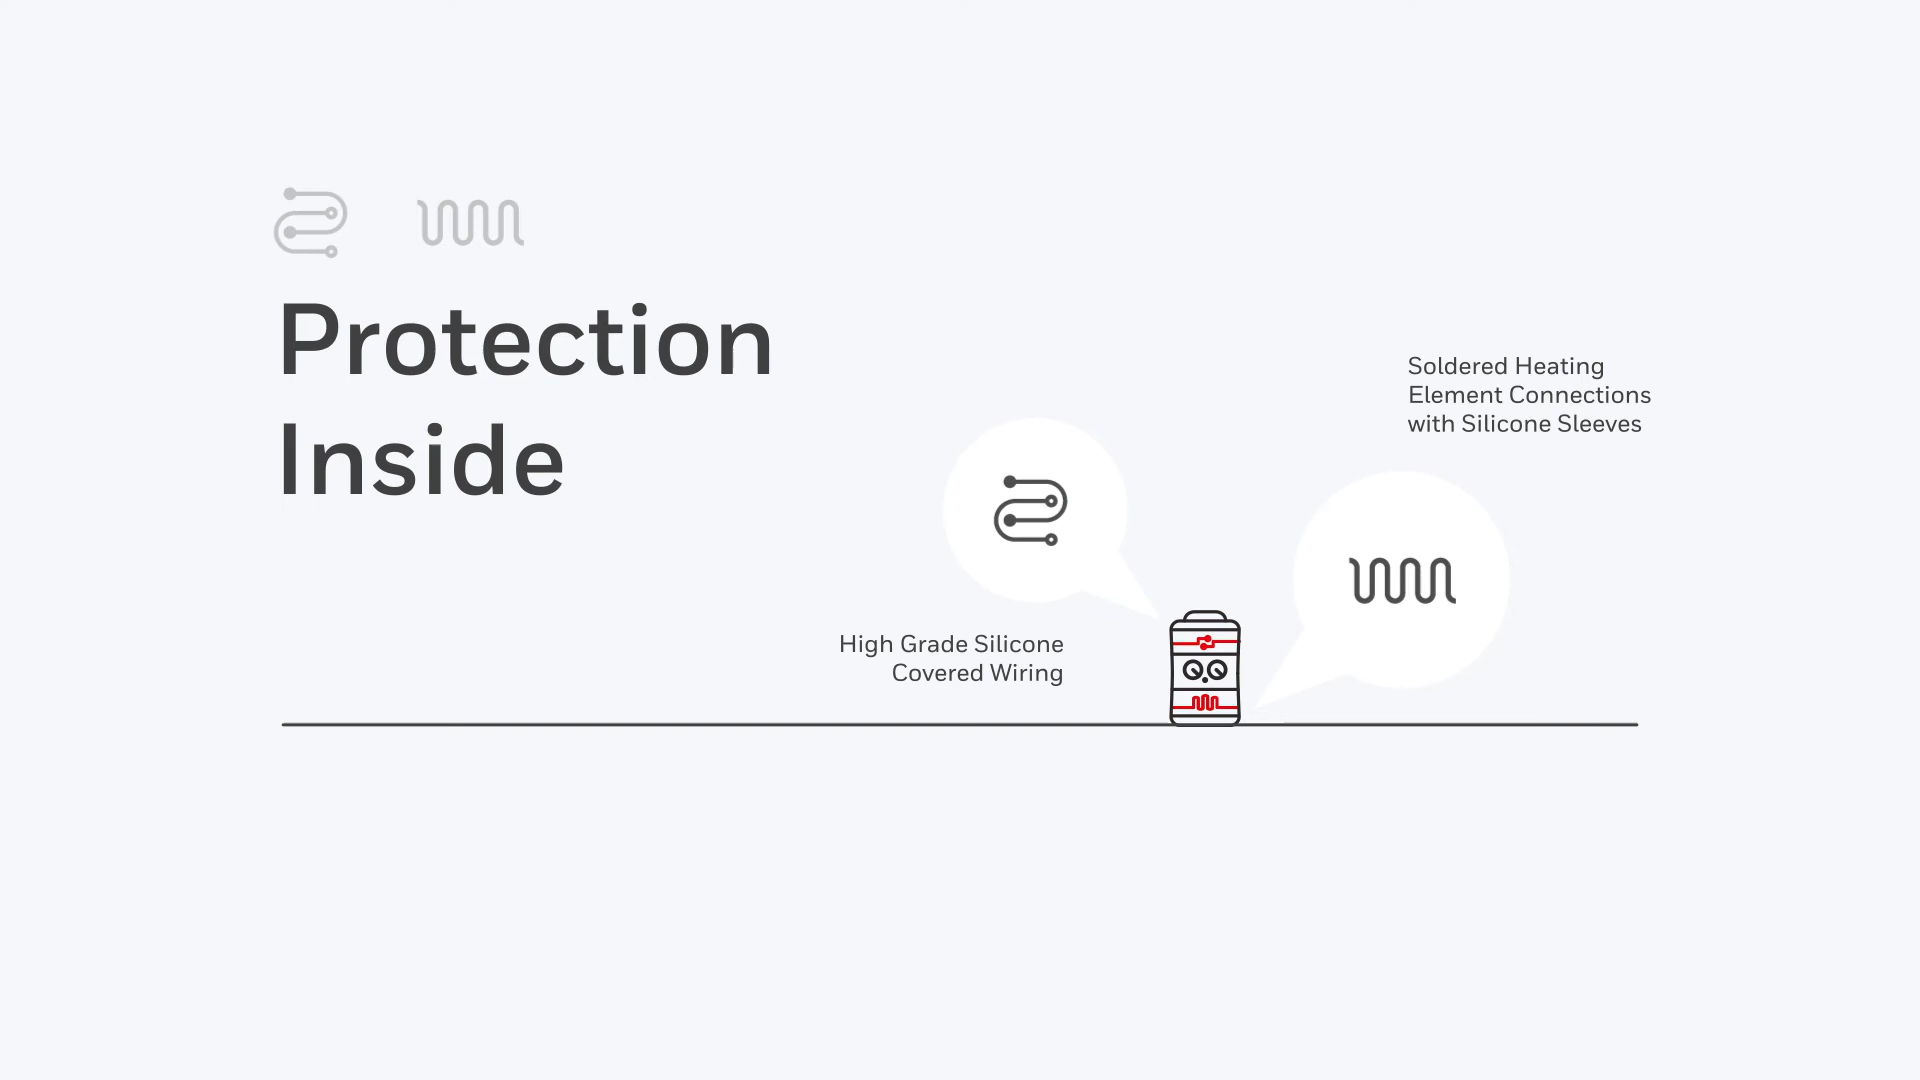 Protection
Inside
Soldered Heating
Element Connections
with Silicone Sleeves
High Grade Silicone
Covered Wiring